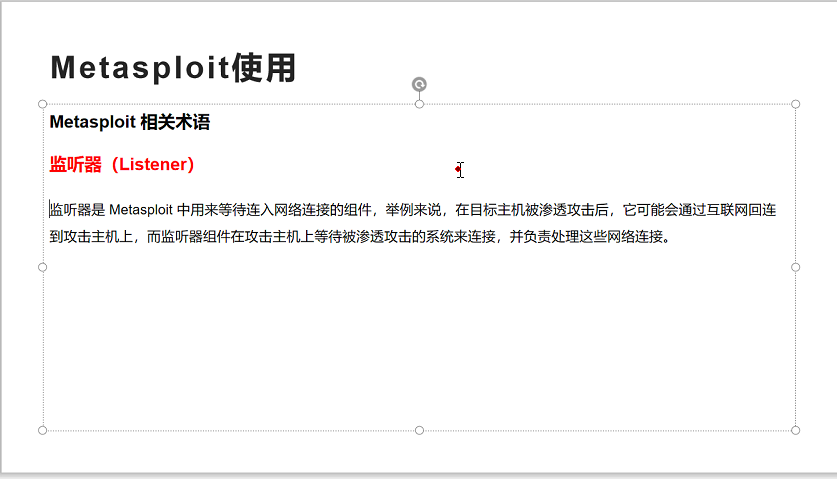 Metasploit使用
Metasploit 相关术语
监听器（Listener）
监听器是 Metasploit 中用来等待连入网络连接的组件，举例来说，在目标主机被渗透攻击后，它可能会通过互联网回连
到攻击主机上，而监听器组件在攻击主机上等待被渗透攻击的系统来连接，并负责处理这些网络连接。